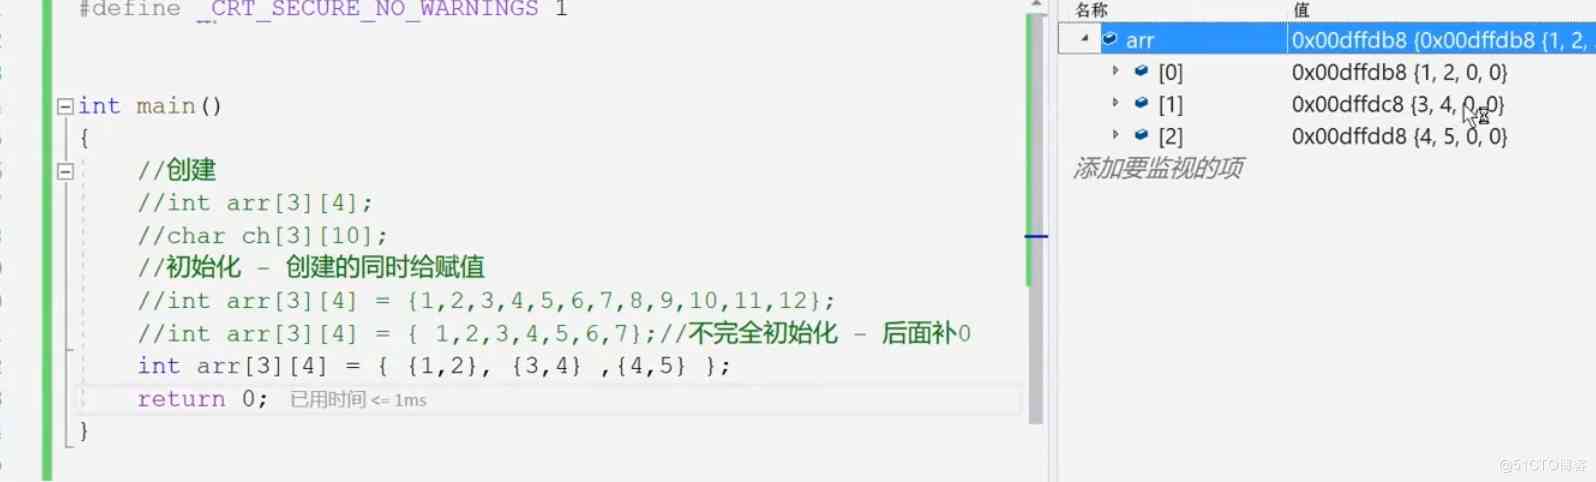 #define _CRT_SECURE_NO_WARNINGS 1
int main()
{
//创建
//int arr[3][4];
//char ch[3][10];
//初始化 - 创建的同时给赋值
//int arr[3][4] = {1,2,3,4,5,6,7,8,9,10,11,12};
//int arr[3][4] = { 1,2,3,4,5,6,7};//不完全初始化 - 后面补0
int arr[3][4] = { {1,2}, {3,4} ,{4,5} };
return 0; 已用时间 <= 1ms
}
名称 值
arr 0x00dffdb8 {0x00dffdb8 {1, 2,
[0] 0x00dffdb8 {1, 2, 0, 0}
[1] 0x00dffdc8 {3, 4, 0, 0}
[2] 0x00dffdd8 {4, 5, 0, 0}
添加要监视的项
@51CTO博客